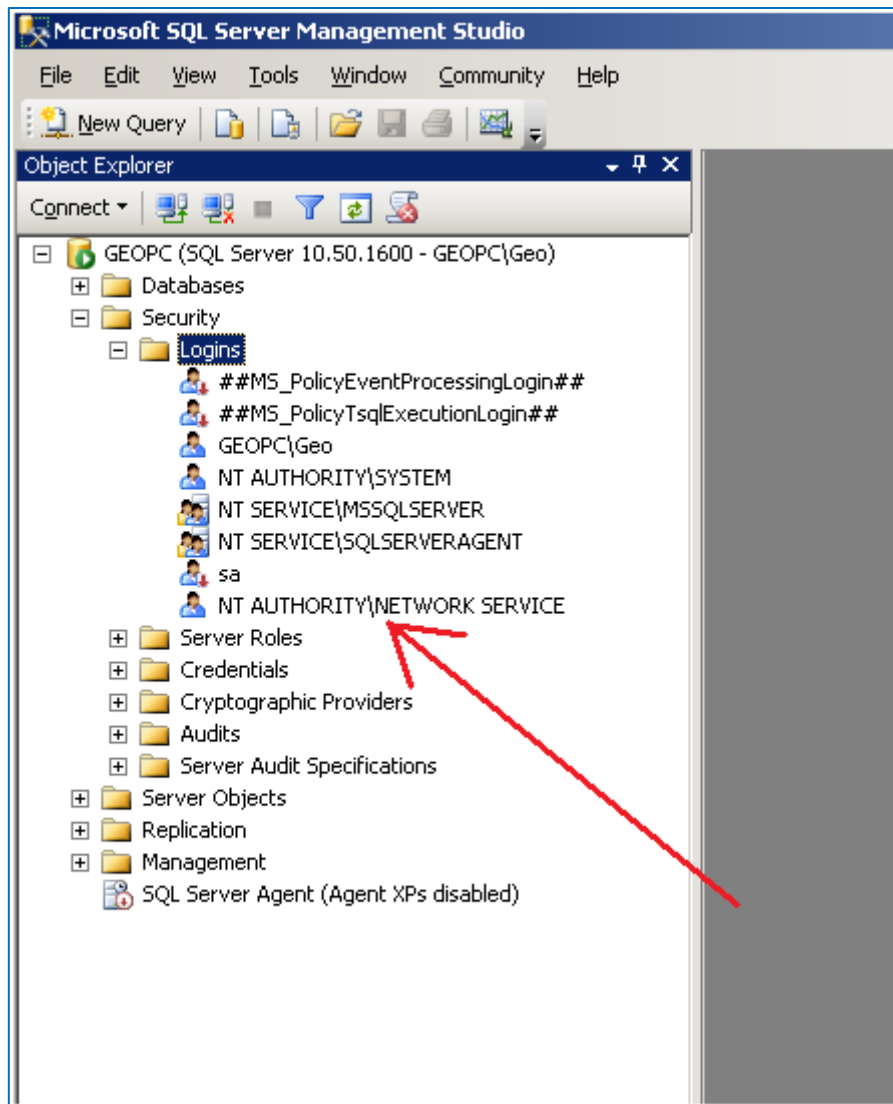 Microsoft SQL Server Management Studio
File Edit View Tools Window Community Help
New Query
Object Explorer
Connect
GEOPC (SQL Server 10.50.1600 - GEOPC\Geo)
Databases
Security
Logins
##MS_PolicyEventProcessingLogin##
##MS_PolicyTsqlExecutionLogin##
GEOPC\Geo
NT AUTHORITY\SYSTEM
NT SERVICE\MSSQLSERVER
NT SERVICE\SQLSERVERAGENT
sa
NT AUTHORITY\NETWORK SERVICE
Server Roles
Credentials
Cryptographic Providers
Audits
Server Audit Specifications
Server Objects
Replication
Management
SQL Server Agent (Agent XPs disabled)